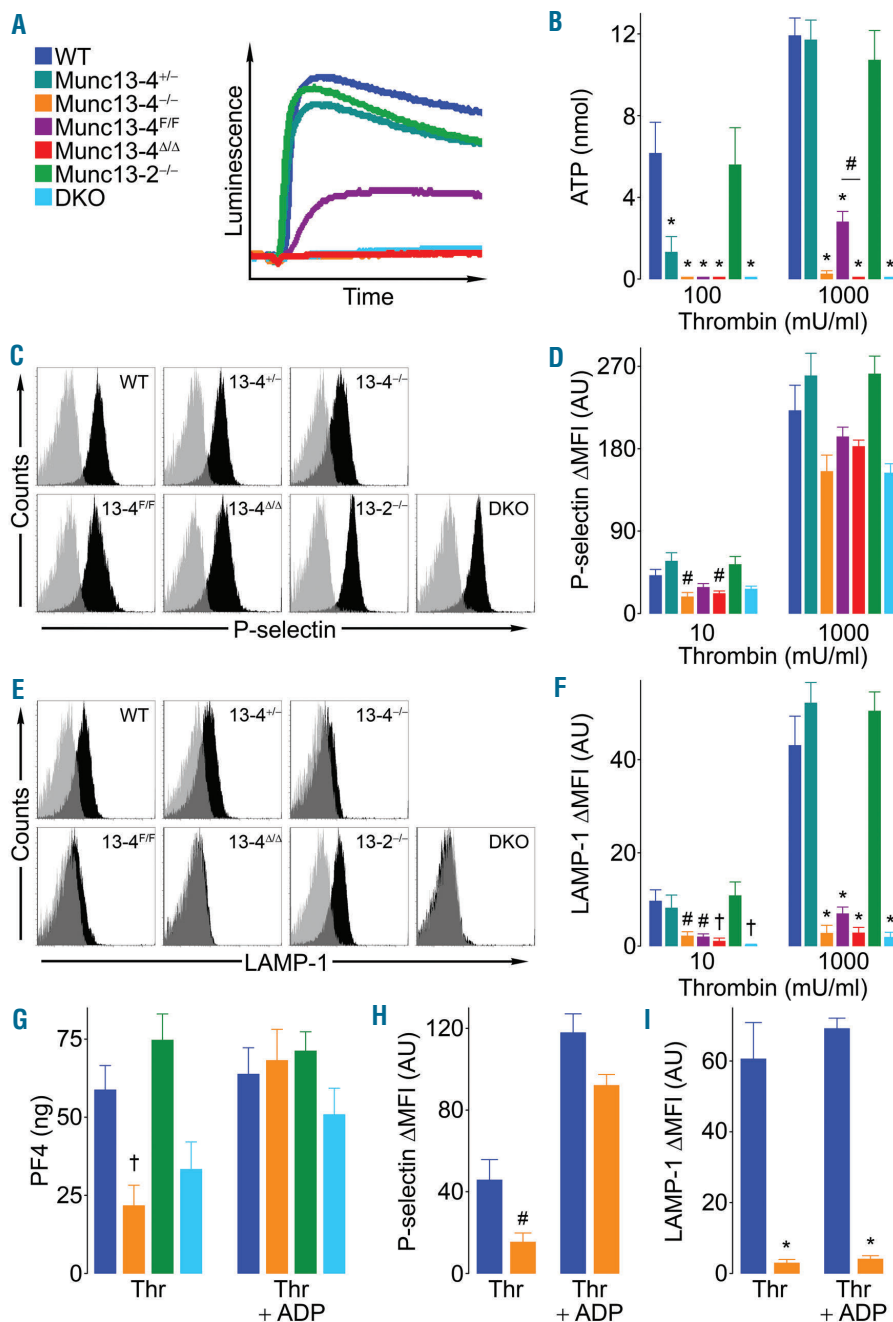 A
WT
Munc13-4+/−
Munc13-4−/−
Munc13-4F/F
Munc13-4Δ/Δ
Munc13-2−/−
DKO
Luminescence
Time
B
ATP (nmol)
12
8
4
0
*
*
*
*
*
*
*
#
*
*
100
1000
Thrombin (mU/ml)
C
WT
13-4+/−
13-4−/−
13-4F/F
13-4Δ/Δ
13-2−/−
DKO
Counts
P-selectin
D
P-selectin ΔMFI (AU)
270
180
90
0
#
#
10
1000
Thrombin (mU/ml)
E
WT
13-4+/−
13-4−/−
13-4F/F
13-4Δ/Δ
13-2−/−
DKO
Counts
LAMP-1
F
LAMP-1 ΔMFI (AU)
40
20
0
#
#
†
†
*
*
*
*
10
1000
Thrombin (mU/ml)
G
PF4 (ng)
75
50
25
0
†
Thr
Thr
+ ADP
H
P-selectin ΔMFI (AU)
120
80
40
0
#
Thr
Thr
+ ADP
I
LAMP-1 ΔMFI (AU)
60
40
20
0
*
*
Thr
Thr
+ ADP